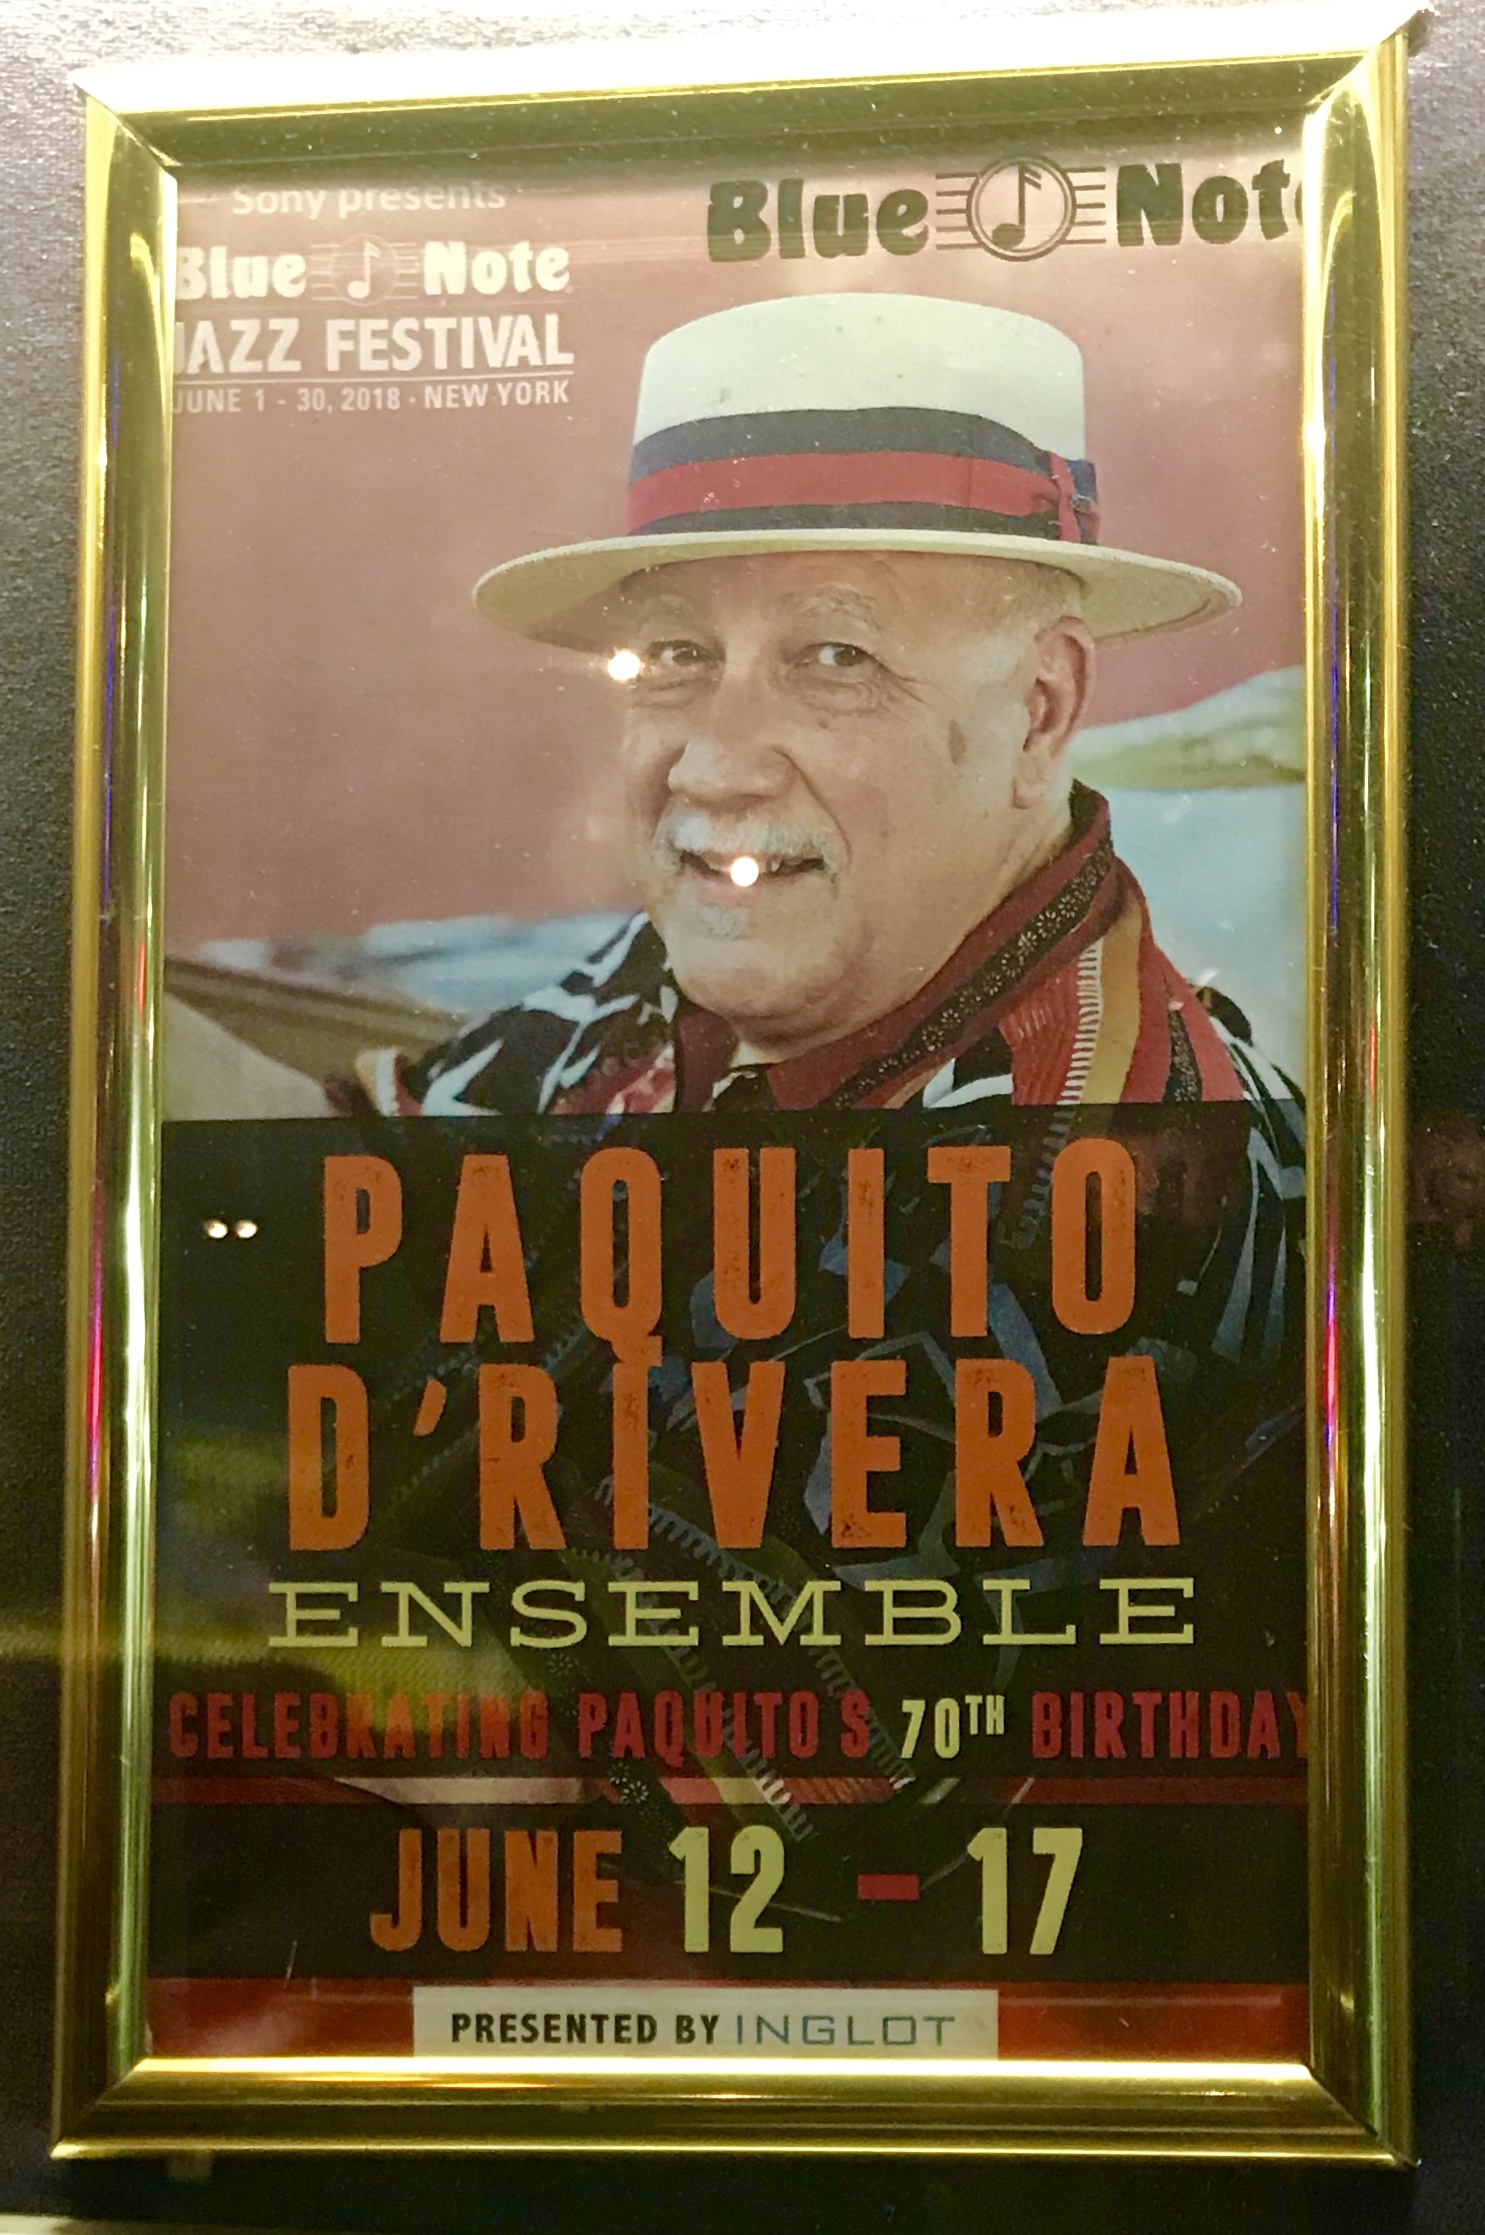 Sony presents
Blue Note
JAZZ FESTIVAL
JUNE 1 - 30, 2018 · NEW YORK
Blue Note
PAQUITO
D'RIVERA
ENSEMBLE
CELEBRATING PAQUITO'S 70TH BIRTHDAY
JUNE 12 - 17
PRESENTED BY INGLOT